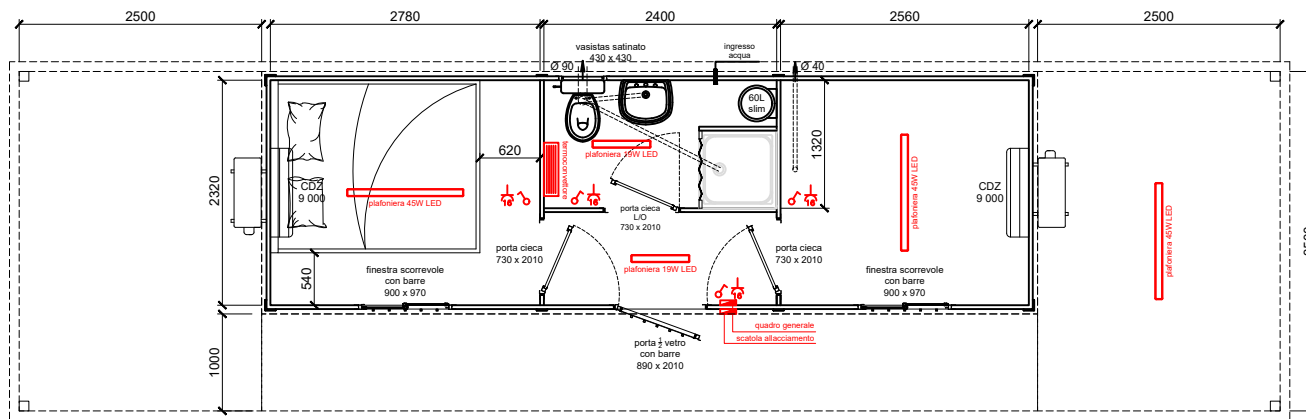 2500
2780
2400
2560
2500
vasistas satinato
430 x 430
Ø 90
ingresso
acqua
Ø 40
60L
slim
620
1320
2320
540
1000
CDZ
9 000
plafoniera 45W LED
16
termoconvettore
16
plafoniera 19W LED
porta cieca
L/O
730 x 2010
16
plafoniera 45W LED
CDZ
9 000
plafoniera 45W LED
porta cieca
730 x 2010
plafoniera 19W LED
porta cieca
730 x 2010
finestra scorrevole
con barre
900 x 970
finestra scorrevole
con barre
900 x 970
16
quadro generale
scatola allacciamento
porta ½ vetro
con barre
890 x 2010